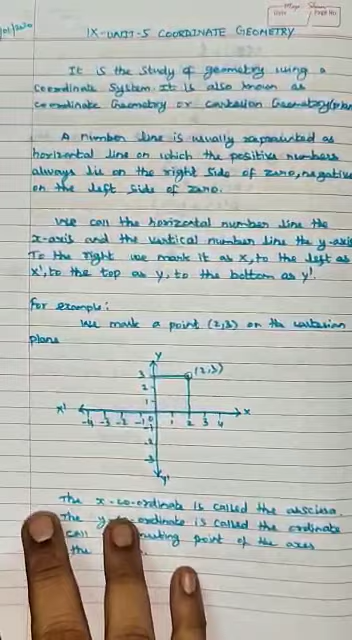 IX-UNIT-5 COORDINATE GEOMETRY
Page No
It is the study of geometry using a
coordinate system. It is also known as
coordinate Geometry or cartesian Geometry
A number line is usually represented as
horizontal line on which the positive numbers
always lie on the right side of zero, negative
on the left side of zero.
We call the horizontal number line the
x-axis and the vertical number line the y-axis
To the right we mark it as x, to the left as
x', to the top as y, to the bottom as y'.
For example:
We mark a point (2,3) on the cartesian
plane
y
3 (2,3)
2
1
x' -4 -3 -2 -1 0 1 2 3 4 x
-1
-2
-3
y'
The x-co-ordinate is called the abscissa.
The y ordinate is called the ordinate
call point of the axes
the